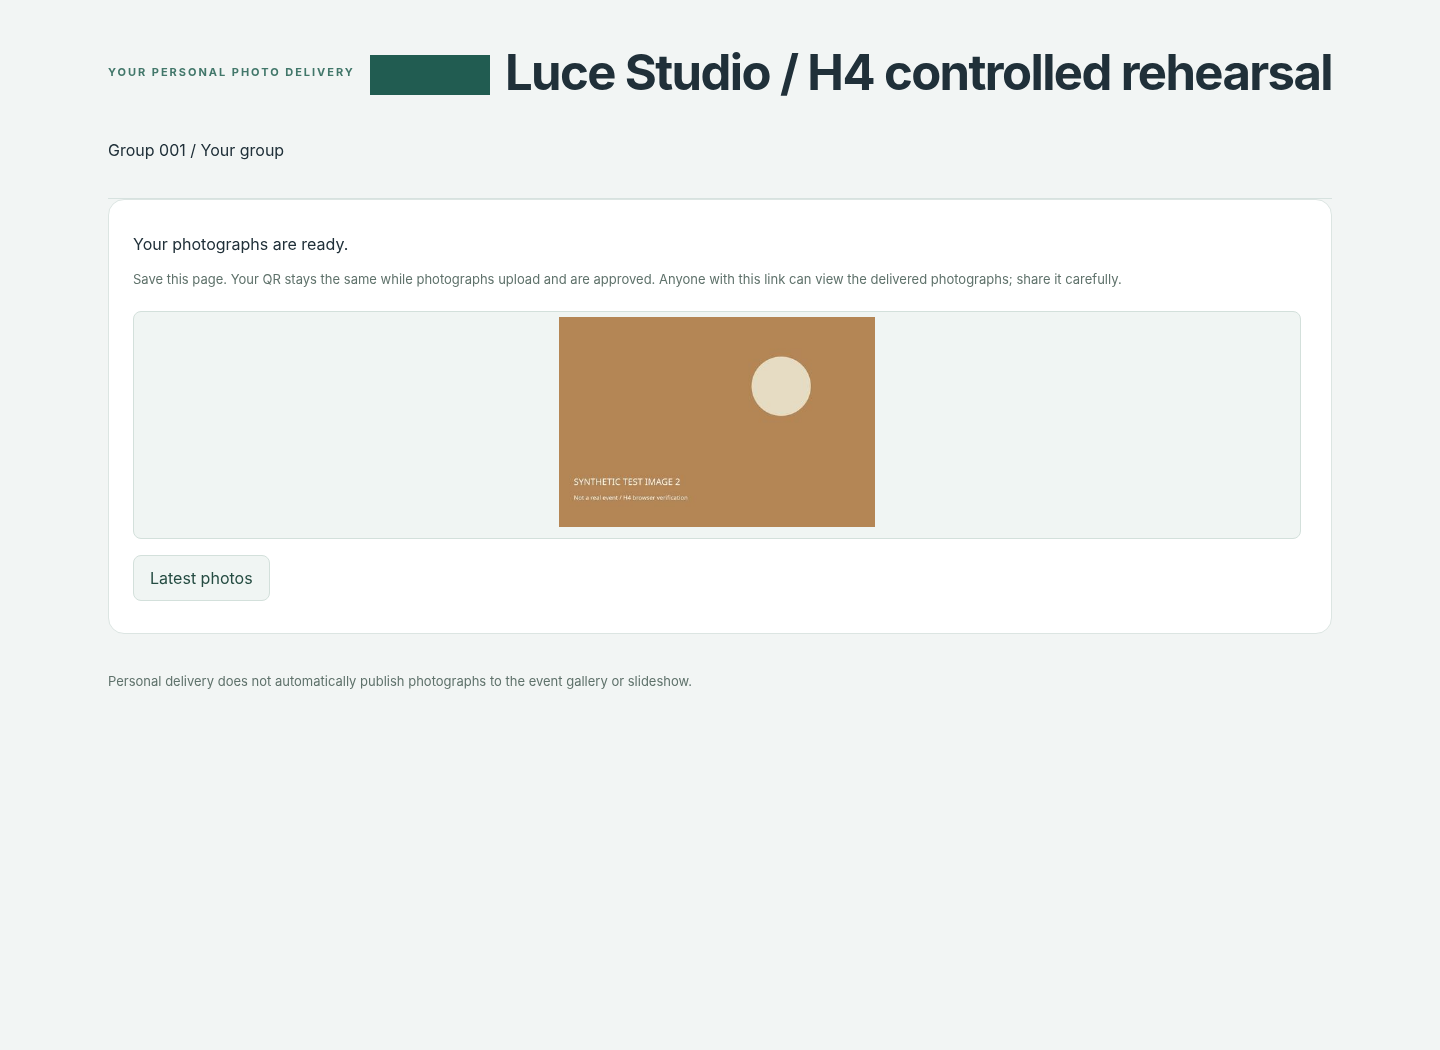 YOUR PERSONAL PHOTO DELIVERY
Luce Studio / H4 controlled rehearsal
Group 001 / Your group
Your photographs are ready.
Save this page. Your QR stays the same while photographs upload and are approved. Anyone with this link can view the delivered photographs; share it carefully.
SYNTHETIC TEST IMAGE 2
Not a real event / H4 browser verification
Latest photos
Personal delivery does not automatically publish photographs to the event gallery or slideshow.